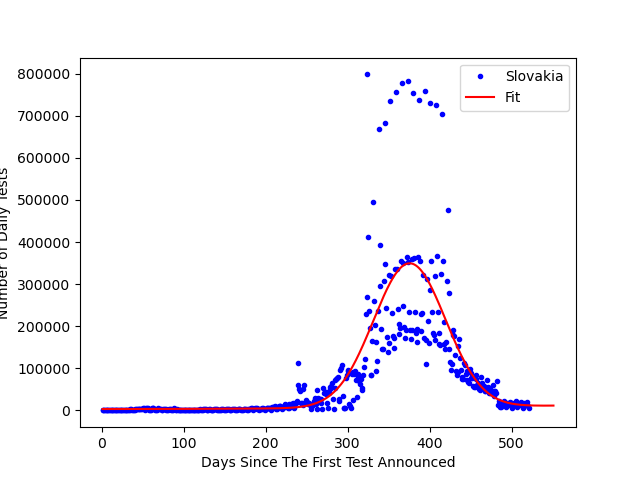 800000
700000
600000
500000
400000
300000
200000
100000
0
Number of Daily Tests
0 100 200 300 400 500
Days Since The First Test Announced
Slovakia
Fit